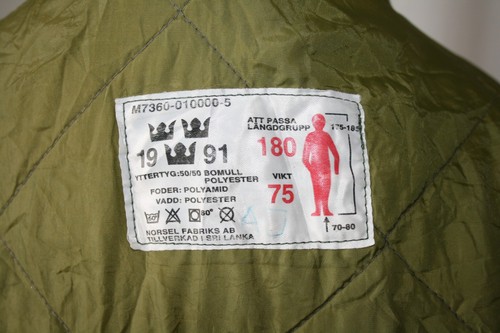 M7360-010000-5
ATT PASSA
LÄNGDGRUPP 175-185
180
19 91
YTTERTYG:50/50 BOMULL
POLYESTER
VIKT
75
FODER: POLYAMID
VADD: POLYESTER
60°
70-80
NORSEL FABRIKS AB
TILLVERKAD I SRI LANKA